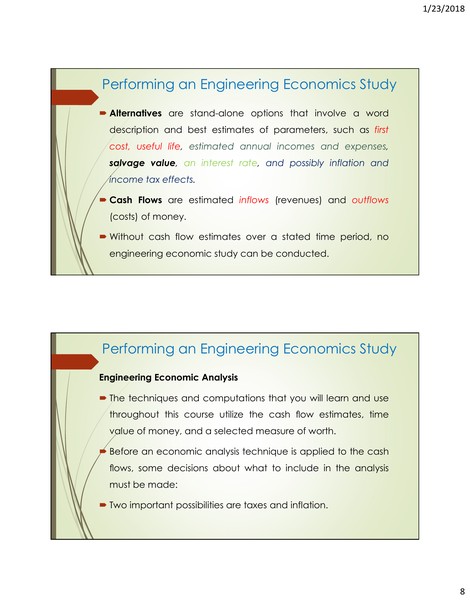 1/23/2018
Performing an Engineering Economics Study
Alternatives are stand-alone options that involve a word
description and best estimates of parameters, such as first
cost, useful life, estimated annual incomes and expenses,
salvage value, an interest rate, and possibly inflation and
income tax effects.
Cash Flows are estimated inflows (revenues) and outflows
(costs) of money.
Without cash flow estimates over a stated time period, no
engineering economic study can be conducted.
Performing an Engineering Economics Study
Engineering Economic Analysis
The techniques and computations that you will learn and use
throughout this course utilize the cash flow estimates, time
value of money, and a selected measure of worth.
Before an economic analysis technique is applied to the cash
flows, some decisions about what to include in the analysis
must be made:
Two important possibilities are taxes and inflation.
8